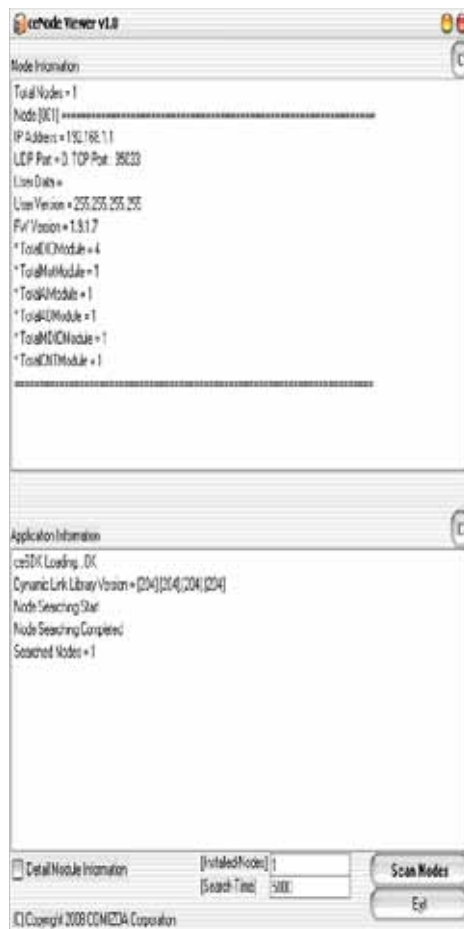 ceNode Viewer v1.0
Node Information
Total Nodes = 1
Node [001]
IP Address = 192.168.1.1
UDP Port = 0, TCP Port :
User Data =
User Version = 255.255.255.255
FW Version = 1.9.1.7
* TotalDIOModule = 4
* TotalMotModule = 1
* TotalAIModule = 1
* TotalAOModule = 1
* TotalMDIOModule = 1
* TotalCNTModule = 1
Application Information
ceSDK Loading...OK
Dynamic Link Library Version = [204],[204],[204],[204]
Node Searching Start
Node Searching Completed
Searched Nodes = 1
Detail Module Information
[Installed Nodes] 1
[Search Time] 5000
Scan Nodes
Exit
(C) Copyright 2008 COMIZOA Corporation